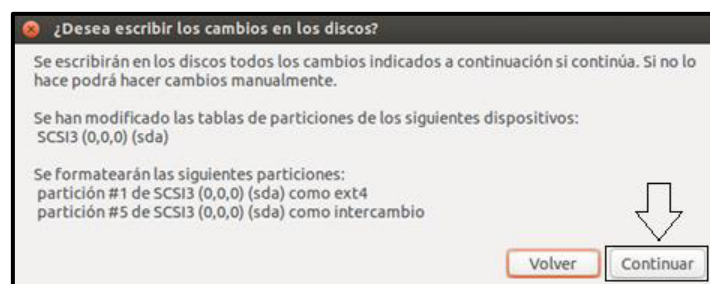 ¿Desea escribir los cambios en los discos?
Se escribirán en los discos todos los cambios indicados a continuación si continúa. Si no lo
hace podrá hacer cambios manualmente.
Se han modificado las tablas de particiones de los siguientes dispositivos:
SCSI3 (0,0,0) (sda)
Se formatearán las siguientes particiones:
partición #1 de SCSI3 (0,0,0) (sda) como ext4
partición #5 de SCSI3 (0,0,0) (sda) como intercambio
Volver
Continuar